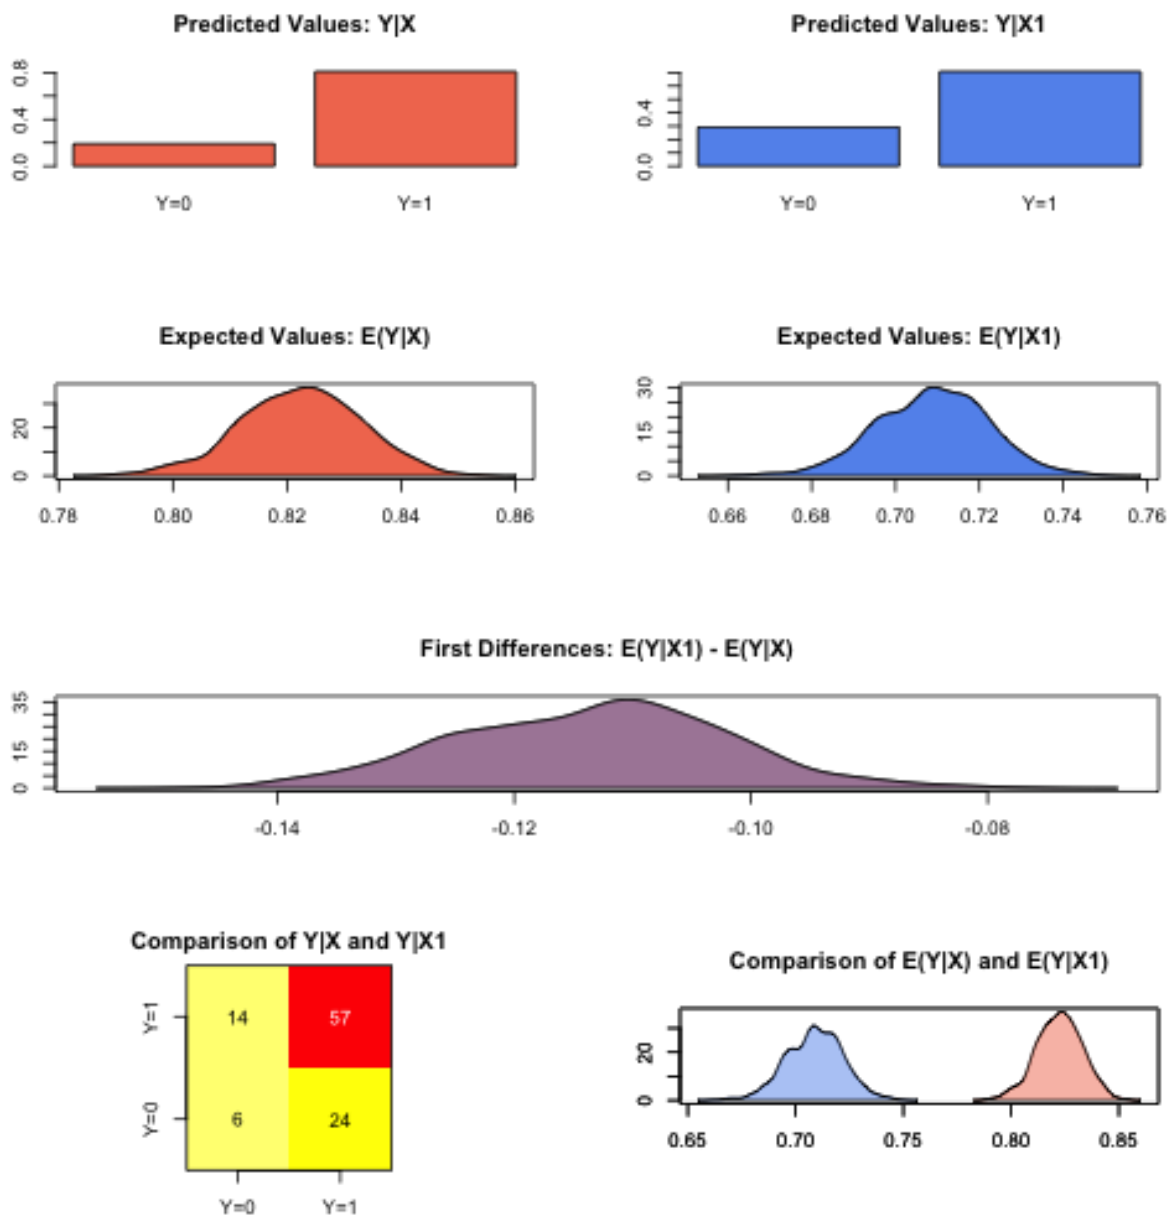 Predicted Values: Y|X
0.8
0.4
0.0
Y=0 Y=1
Predicted Values: Y|X1
0.4
0.0
Y=0 Y=1
Expected Values: E(Y|X)
20
0
0.78 0.80 0.82 0.84 0.86
Expected Values: E(Y|X1)
30
15
0
0.66 0.68 0.70 0.72 0.74 0.76
First Differences: E(Y|X1) - E(Y|X)
35
15
0
-0.14 -0.12 -0.10 -0.08
Comparison of Y|X and Y|X1
Y=1 14 57
Y=0 6 24
Y=0 Y=1
Comparison of E(Y|X) and E(Y|X1)
20
0
0.65 0.70 0.75 0.80 0.85